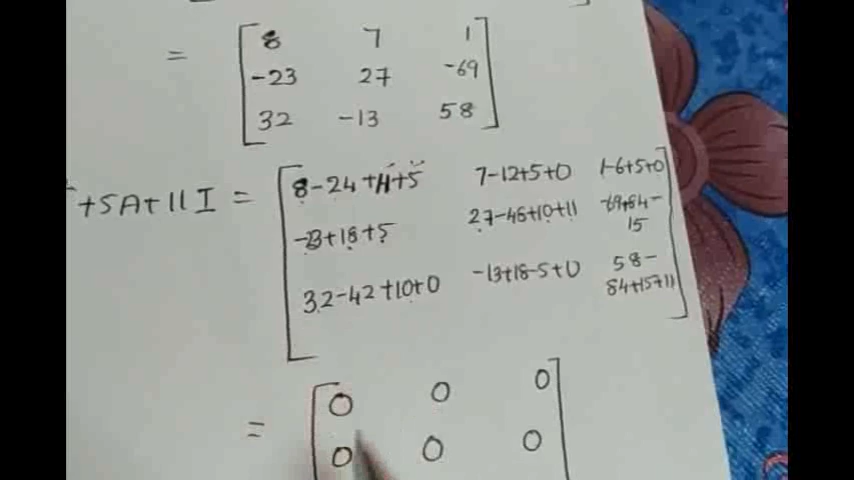 = [ 8 7 1
-23 27 -69
32 -13 58 ]
+5A+11I = [ 8-24+11+5 7-12+5+0 1-6+5+0
-23+18+5 27-48+10+11 -69+84-15
32-42+10+0 -13+18-5+0 58-84+15+11 ]
= [ 0 0 0
0 0 0